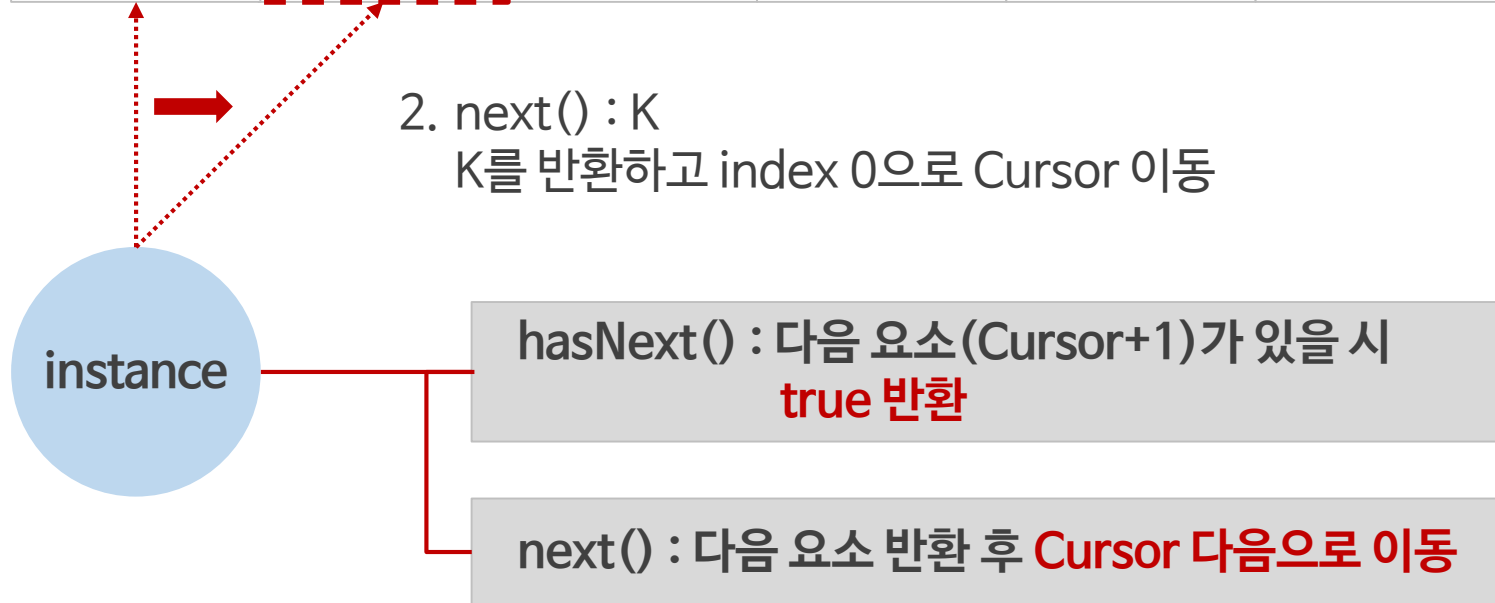 2. next() : K
K를 반환하고 index 0으로 Cursor 이동
instance
hasNext() : 다음 요소(Cursor+1)가 있을 시
true 반환
next() : 다음 요소 반환 후 Cursor 다음으로 이동